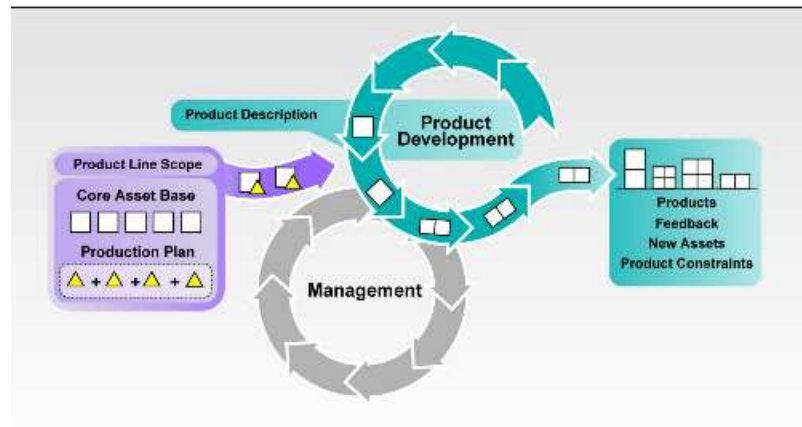 Product Description
Product
Development
Product Line Scope
Core Asset Base
Production Plan
+ + +
Management
Products
Feedback
New Assets
Product Constraints